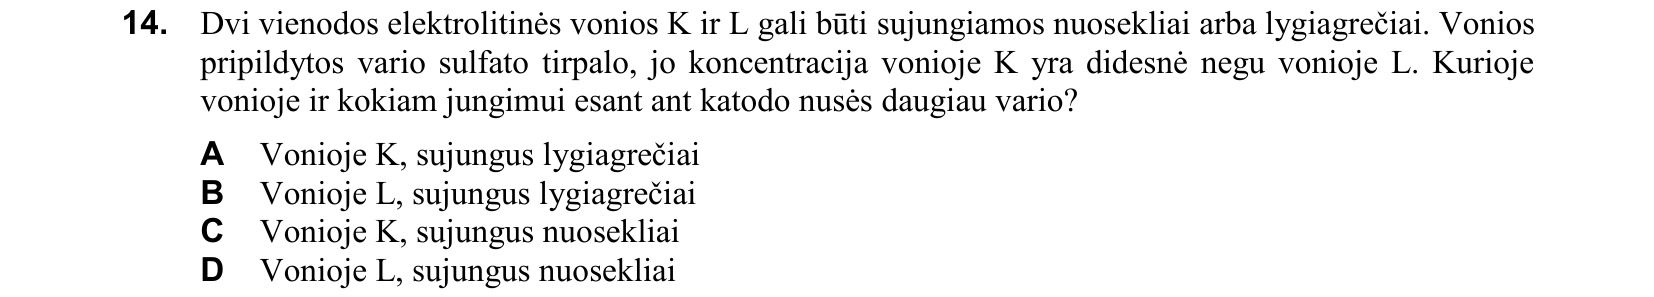 14. Dvi vienodos elektrolitinės vonios K ir L gali būti sujungiamos nuosekliai arba lygiagrečiai. Vonios
pripildytos vario sulfato tirpalo, jo koncentracija vonioje K yra didesnė negu vonioje L. Kurioje
vonioje ir kokiam jungimui esant ant katodo nusės daugiau vario?
A Vonioje K, sujungus lygiagrečiai
B Vonioje L, sujungus lygiagrečiai
C Vonioje K, sujungus nuosekliai
D Vonioje L, sujungus nuosekliai